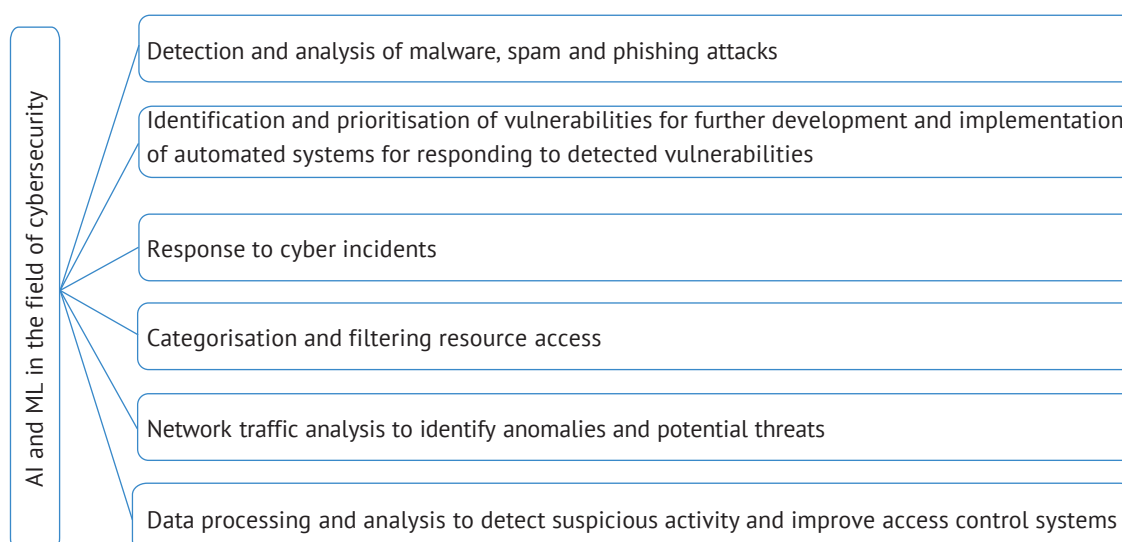 AI and ML in the field of cybersecurity
Detection and analysis of malware, spam and phishing attacks
Identification and prioritisation of vulnerabilities for further development and implementation
of automated systems for responding to detected vulnerabilities
Response to cyber incidents
Categorisation and filtering resource access
Network traffic analysis to identify anomalies and potential threats
Data processing and analysis to detect suspicious activity and improve access control systems